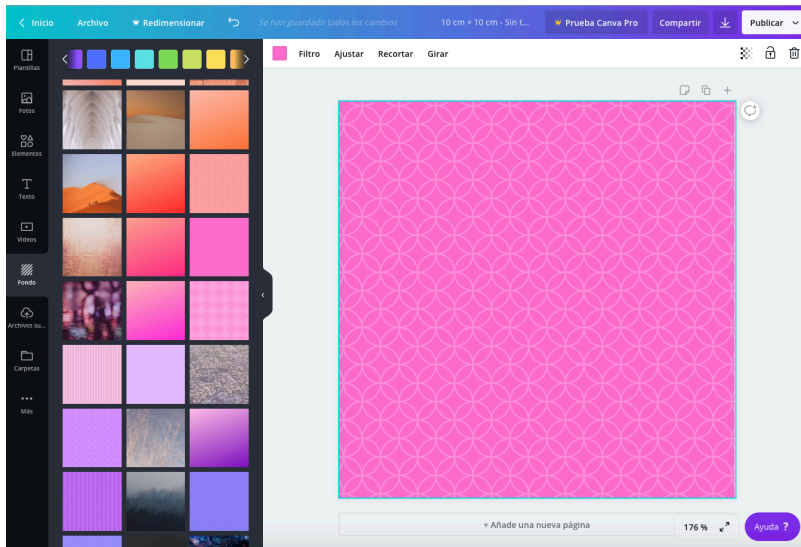 Inicio
Archivo
Redimensionar
Se han guardado todos los cambios
10 cm × 10 cm - Sin t...
Prueba Canva Pro
Compartir
Publicar
Plantillas
Fotos
Elementos
Texto
Vídeos
Fondo
Archivos su...
Carpetas
Más
Filtro
Ajustar
Recortar
Girar
+ Añade una nueva página
176 %
Ayuda ?